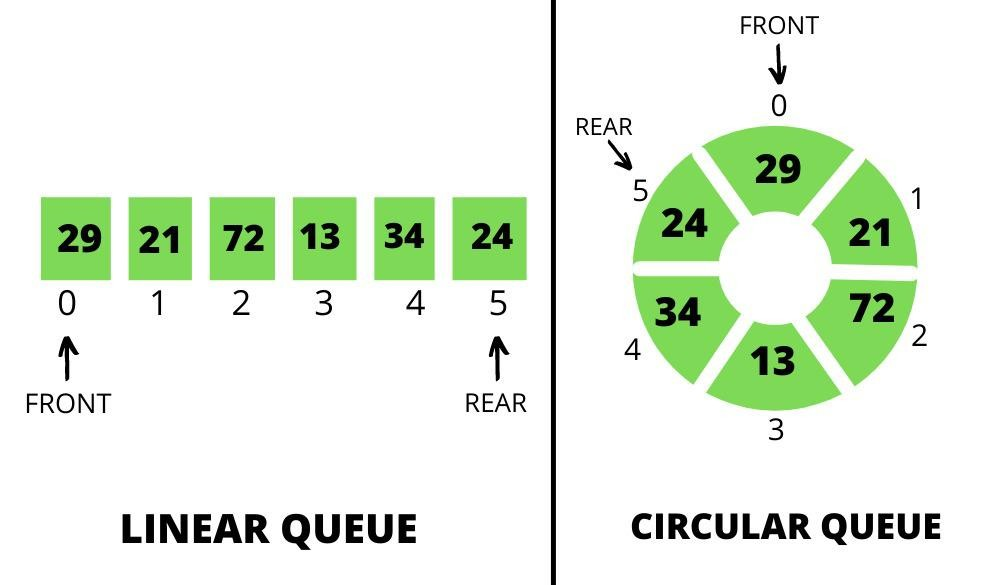 29 21 72 13 34 24
0 1 2 3 4 5
FRONT REAR
LINEAR QUEUE
FRONT
0
REAR
5
29
1
24
21
34
72
4
2
13
3
CIRCULAR QUEUE